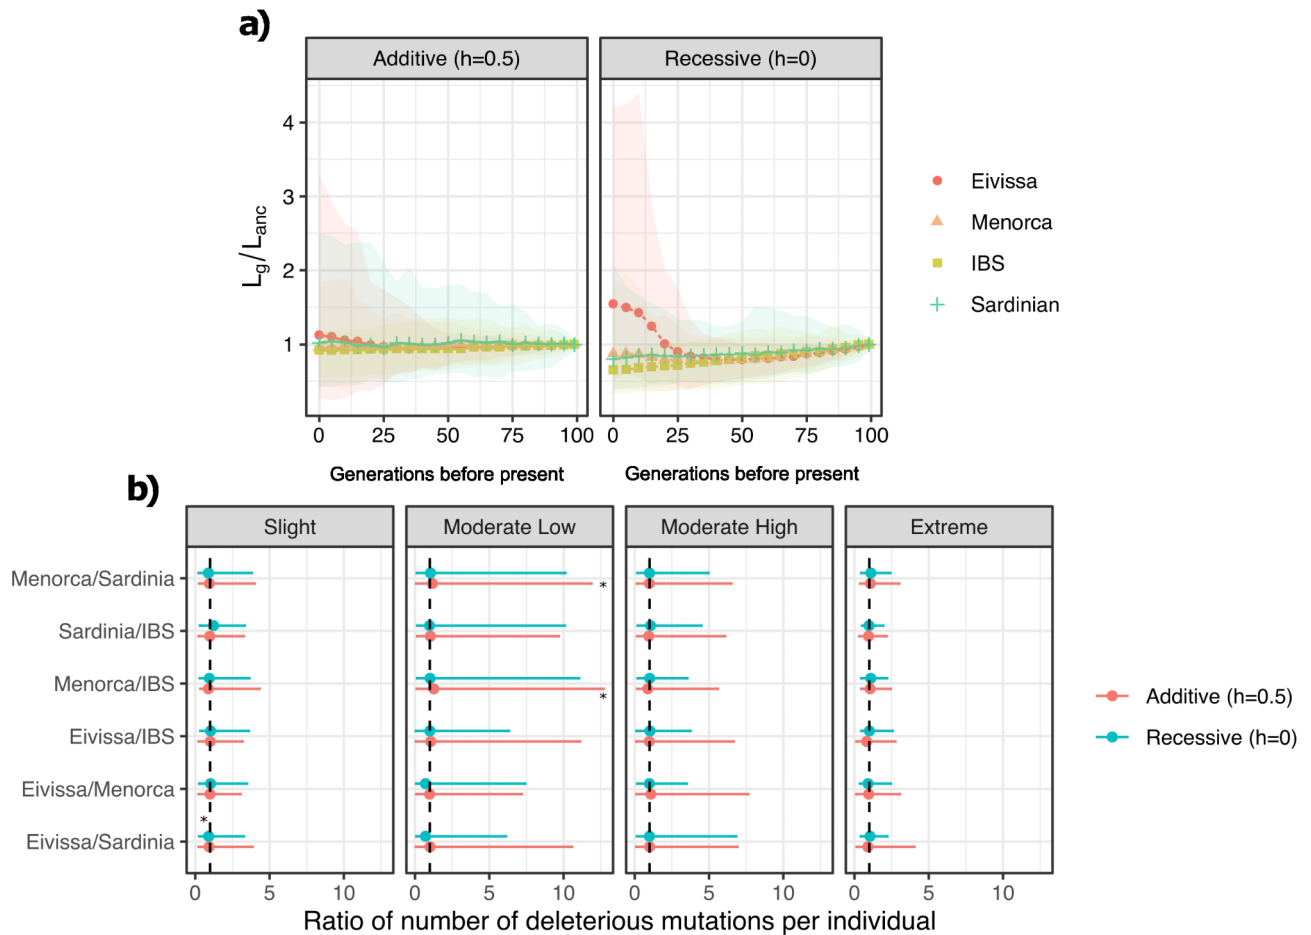 a)
Additive (h=0.5)
Recessive (h=0)
4
3
2
1
Lg/Lanc
0 25 50 75 100
0 25 50 75 100
Generations before present
Generations before present
Eivissa
Menorca
IBS
Sardinian
b)
Slight
Moderate Low
Moderate High
Extreme
Menorca/Sardinia
*
Sardinia/IBS
Menorca/IBS
*
Eivissa/IBS
Eivissa/Menorca
*
Eivissa/Sardinia
0 5 10
0 5 10
0 5 10
0 5 10
Ratio of number of deleterious mutations per individual
Additive (h=0.5)
Recessive (h=0)